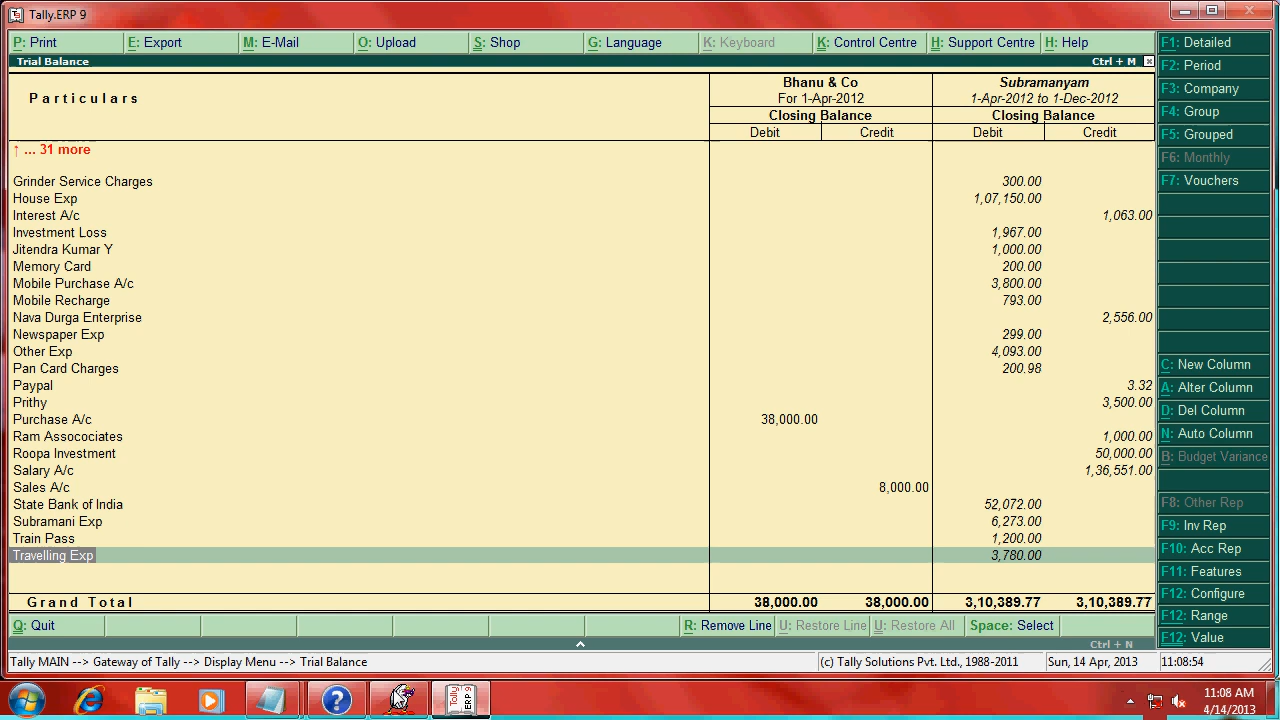 Tally.ERP 9
P: Print E: Export M: E-Mail O: Upload S: Shop G: Language K: Keyboard K: Control Centre H: Support Centre H: Help
Trial Balance Ctrl + M
Particulars
Bhanu & Co Subramanyam
For 1-Apr-2012 1-Apr-2012 to 1-Dec-2012
Closing Balance Closing Balance
Debit Credit Debit Credit
↑ ... 31 more
Grinder Service Charges 300.00
House Exp 1,07,150.00
Interest A/c 1,063.00
Investment Loss 1,967.00
Jitendra Kumar Y 1,000.00
Memory Card 200.00
Mobile Purchase A/c 3,800.00
Mobile Recharge 793.00
Nava Durga Enterprise 2,556.00
Newspaper Exp 299.00
Other Exp 4,093.00
Pan Card Charges 200.98
Paypal 3.32
Prithy 3,500.00
Purchase A/c 38,000.00
Ram Assocociates 1,000.00
Roopa Investment 50,000.00
Salary A/c 1,36,551.00
Sales A/c 8,000.00
State Bank of India 52,072.00
Subramani Exp 6,273.00
Train Pass 1,200.00
Travelling Exp 3,780.00
Grand Total 38,000.00 38,000.00 3,10,389.77 3,10,389.77
Q: Quit R: Remove Line U: Restore Line U: Restore All Space: Select
Ctrl + N
Tally MAIN --> Gateway of Tally --> Display Menu --> Trial Balance (c) Tally Solutions Pvt. Ltd., 1988-2011 Sun, 14 Apr, 2013 11:08:54
F1: Detailed
F2: Period
F3: Company
F4: Group
F5: Grouped
F6: Monthly
F7: Vouchers
C: New Column
A: Alter Column
D: Del Column
N: Auto Column
B: Budget Variance
F8: Other Rep
F9: Inv Rep
F10: Acc Rep
F11: Features
F12: Configure
F12: Range
F12: Value
Tally ERP 9
11:08 AM
4/14/2013